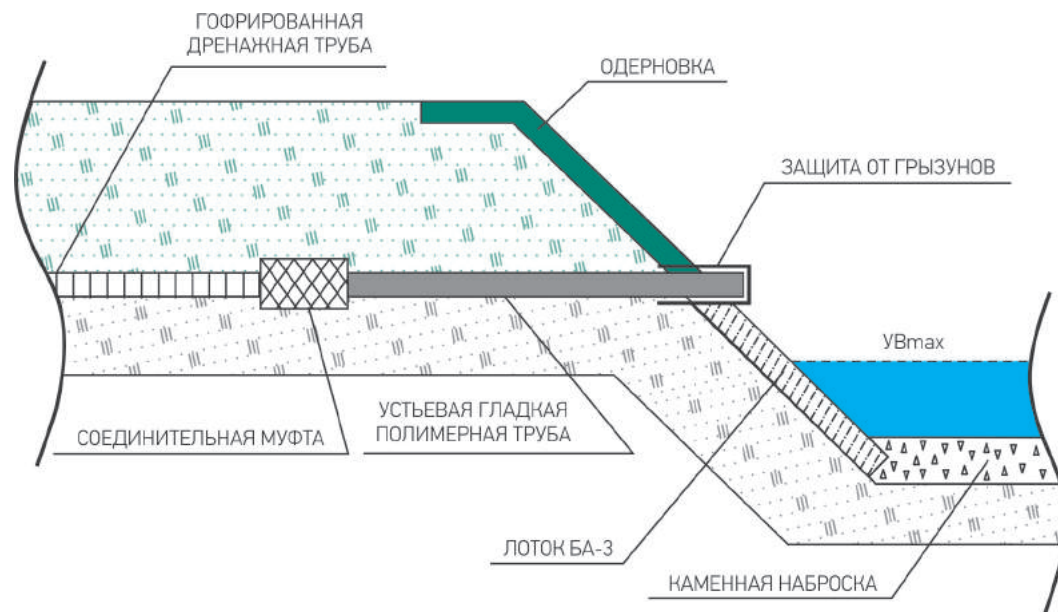 ГОФРИРОВАННАЯ
ДРЕНАЖНАЯ ТРУБА
ОДЕРНОВКА
ЗАЩИТА ОТ ГРЫЗУНОВ
УВmax
СОЕДИНИТЕЛЬНАЯ МУФТА
УСТЬЕВАЯ ГЛАДКАЯ
ПОЛИМЕРНАЯ ТРУБА
ЛОТОК БА-3
КАМЕННАЯ НАБРОСКА